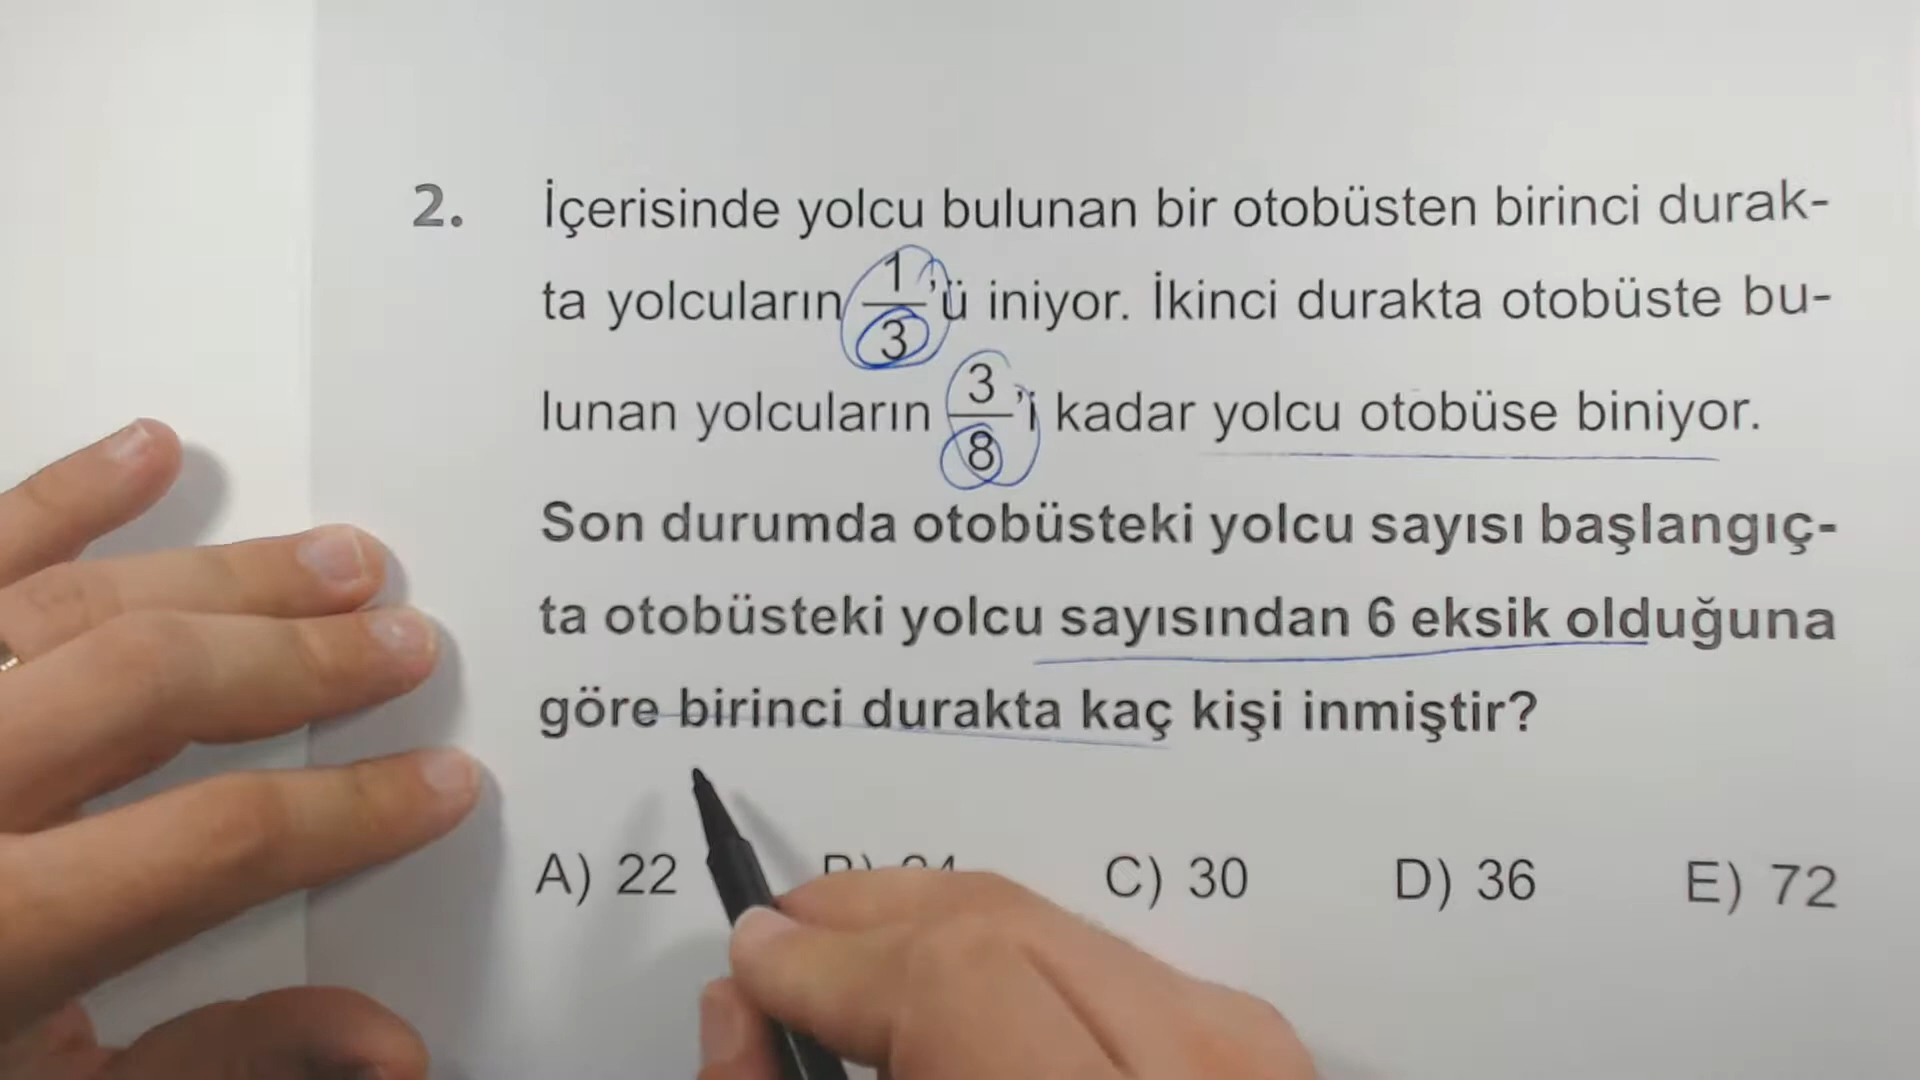 2. İçerisinde yolcu bulunan bir otobüsten birinci durak-
ta yolcuların 1/3'ü iniyor. İkinci durakta otobüste bu-
lunan yolcuların 3/8'i kadar yolcu otobüse biniyor.
Son durumda otobüsteki yolcu sayısı başlangıç-
ta otobüsteki yolcu sayısından 6 eksik olduğuna
göre birinci durakta kaç kişi inmiştir?
A) 22 C) 30 D) 36 E) 72